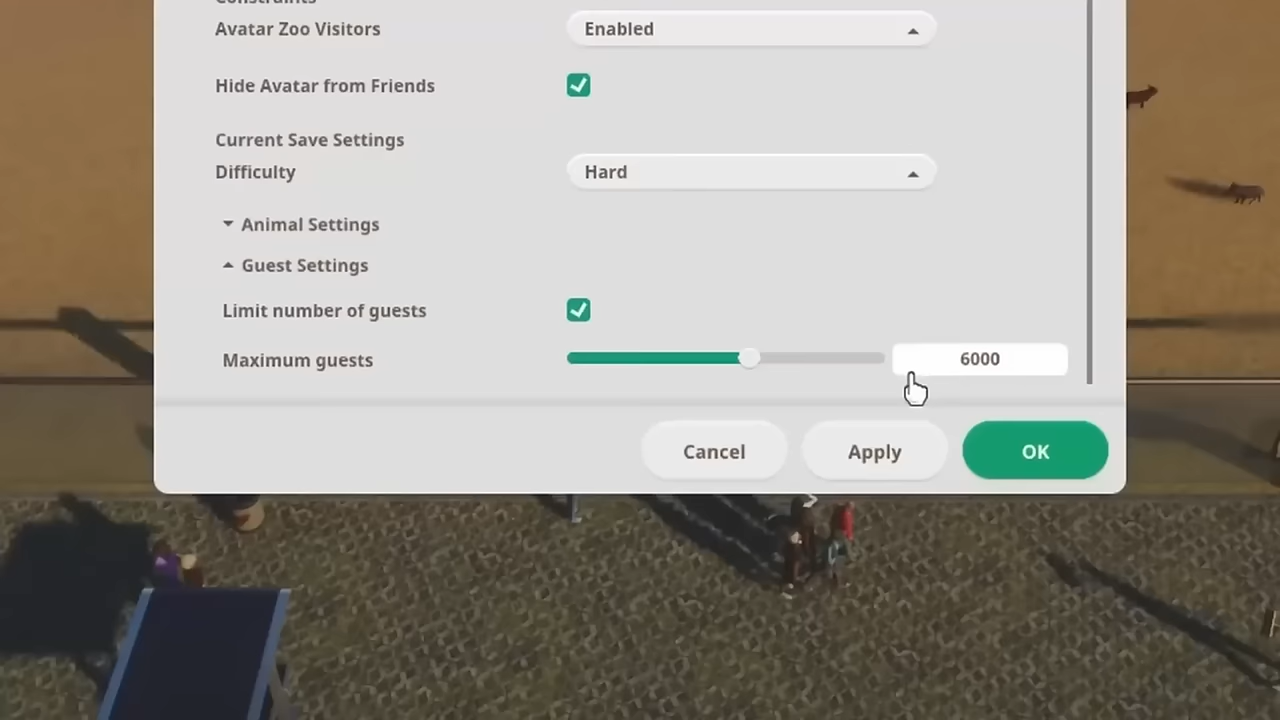 Avatar Zoo Visitors
Enabled
Hide Avatar from Friends
Current Save Settings
Difficulty
Hard
Animal Settings
Guest Settings
Limit number of guests
Maximum guests
6000
Cancel
Apply
OK